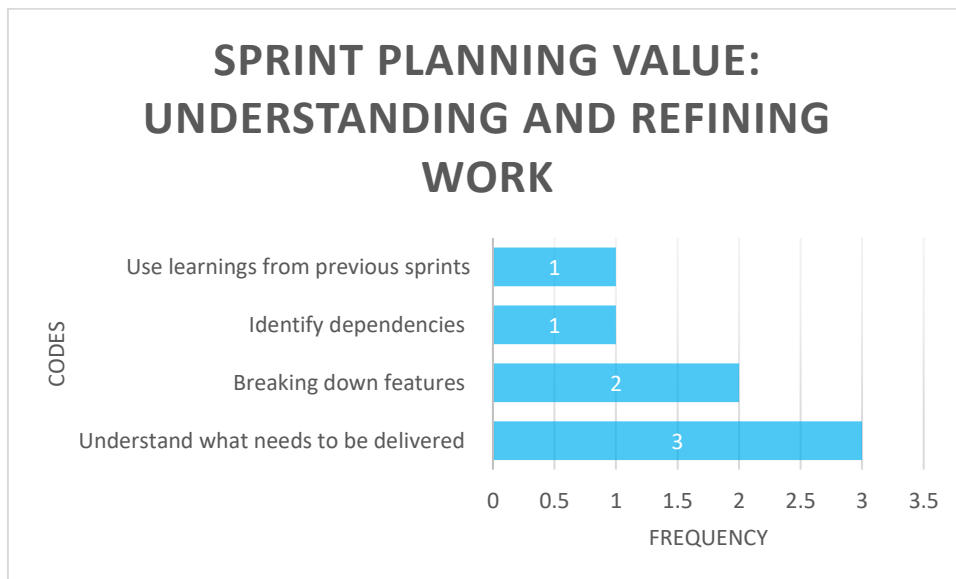 SPRINT PLANNING VALUE:
UNDERSTANDING AND REFINING
WORK
CODES
Use learnings from previous sprints
1
Identify dependencies
1
Breaking down features
2
Understand what needs to be delivered
3
0 0.5 1 1.5 2 2.5 3 3.5
FREQUENCY